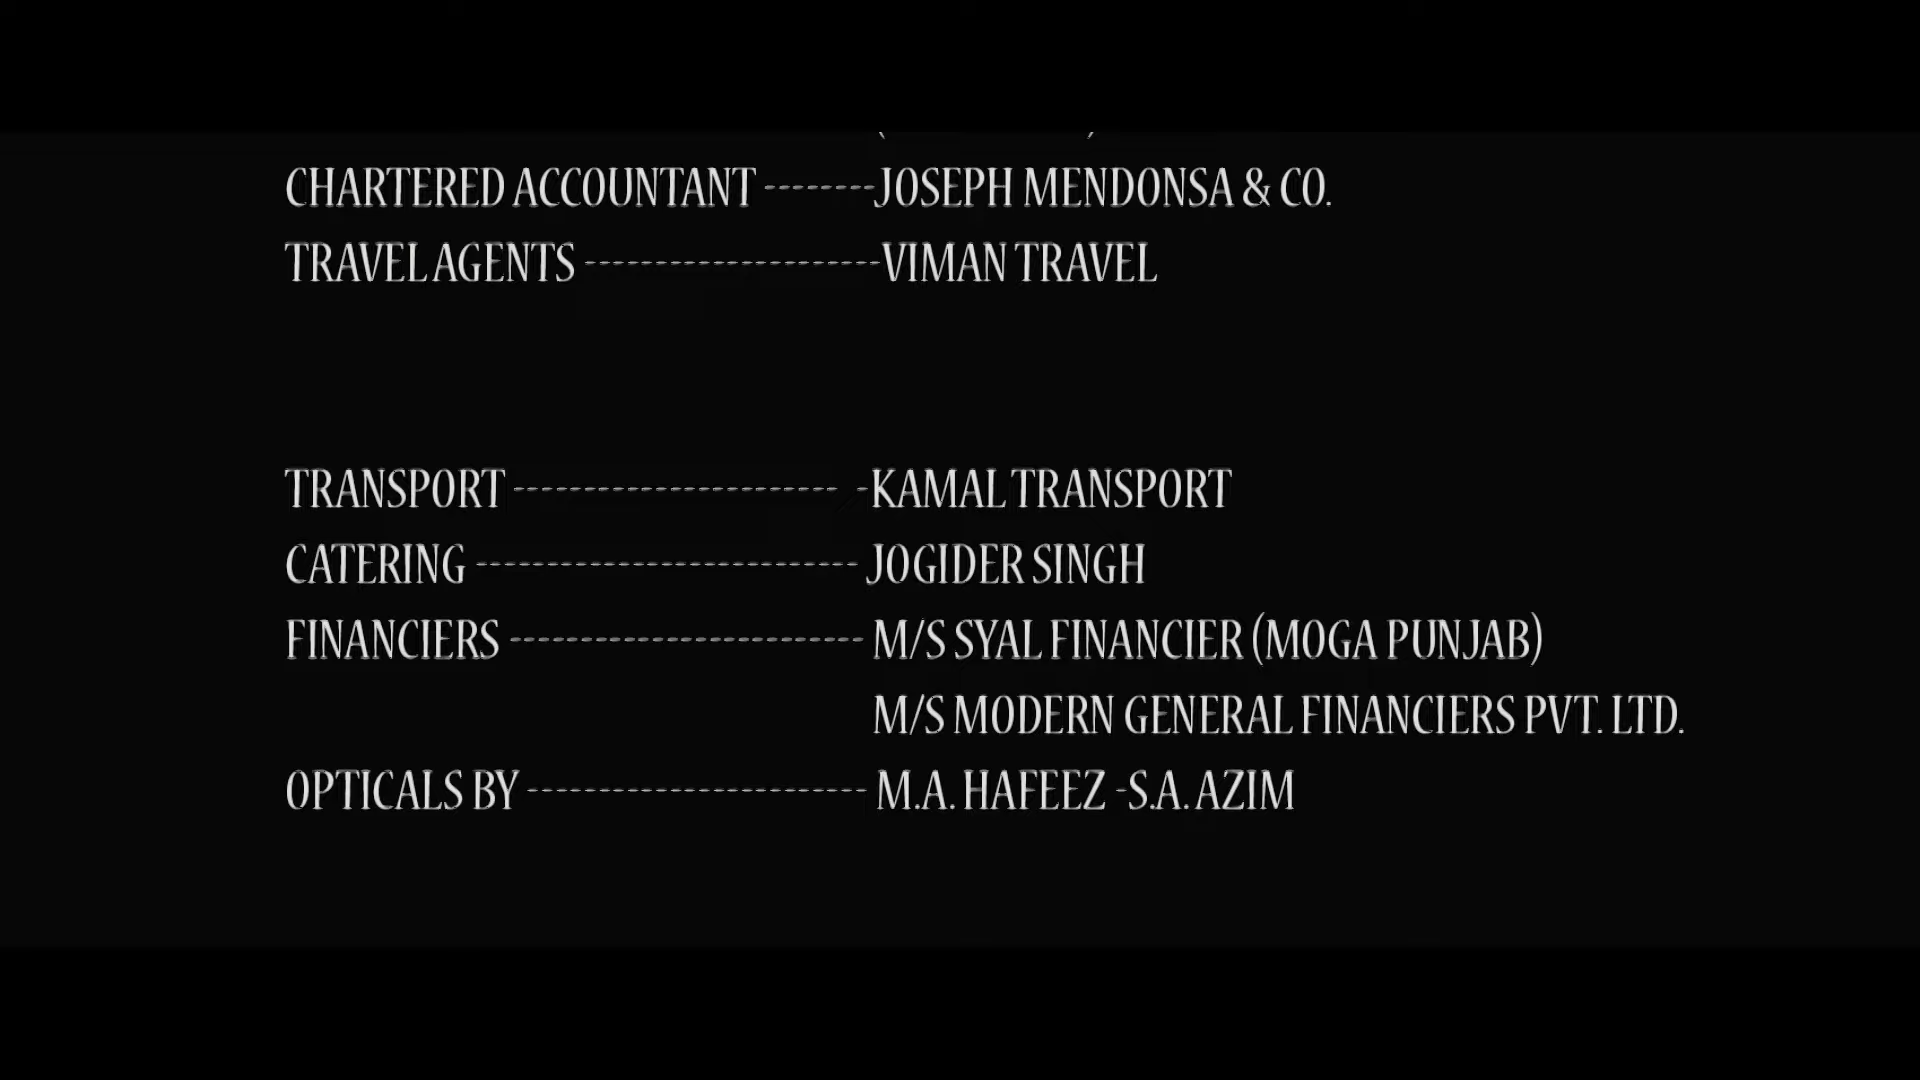 CHARTERED ACCOUNTANT --------JOSEPH MENDONSA & CO.
TRAVEL AGENTS ---------------------VIMAN TRAVEL
TRANSPORT ----------------------- -KAMAL TRANSPORT
CATERING --------------------------- JOGIDER SINGH
FINANCIERS ------------------------- M/S SYAL FINANCIER (MOGA PUNJAB)
M/S MODERN GENERAL FINANCIERS PVT. LTD.
OPTICALS BY ------------------------ M.A. HAFEEZ -S.A. AZIM